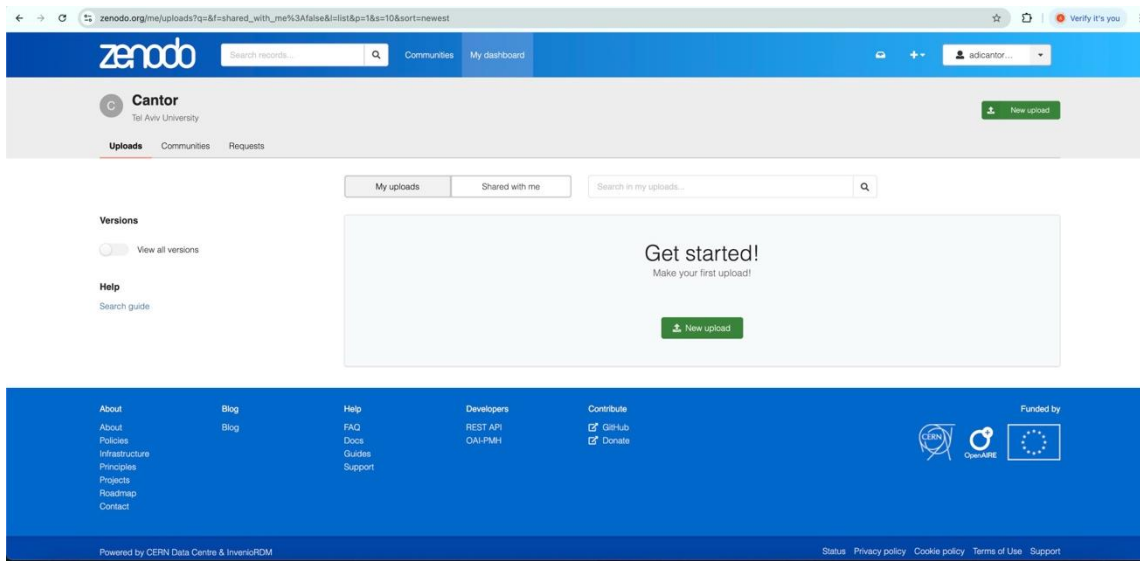 zenodo.org/me/uploads?q=&f=shared_with_me%3Afalse&l=list&p=1&s=10&sort=newest
Verify it's you
zenodo
Search records...
Communities
My dashboard
adicantor...
C
Cantor
Tel Aviv University
New upload
Uploads
Communities
Requests
My uploads
Shared with me
Search in my uploads...
Versions
View all versions
Help
Search guide
Get started!
Make your first upload!
New upload
About
About
Policies
Infrastructure
Principles
Projects
Roadmap
Contact
Blog
Blog
Help
FAQ
Docs
Guides
Support
Developers
REST API
OAI-PMH
Contribute
GitHub
Donate
Funded by
CERN
OpenAIRE
Powered by CERN Data Centre & InvenioRDM
Status Privacy policy Cookie policy Terms of Use Support